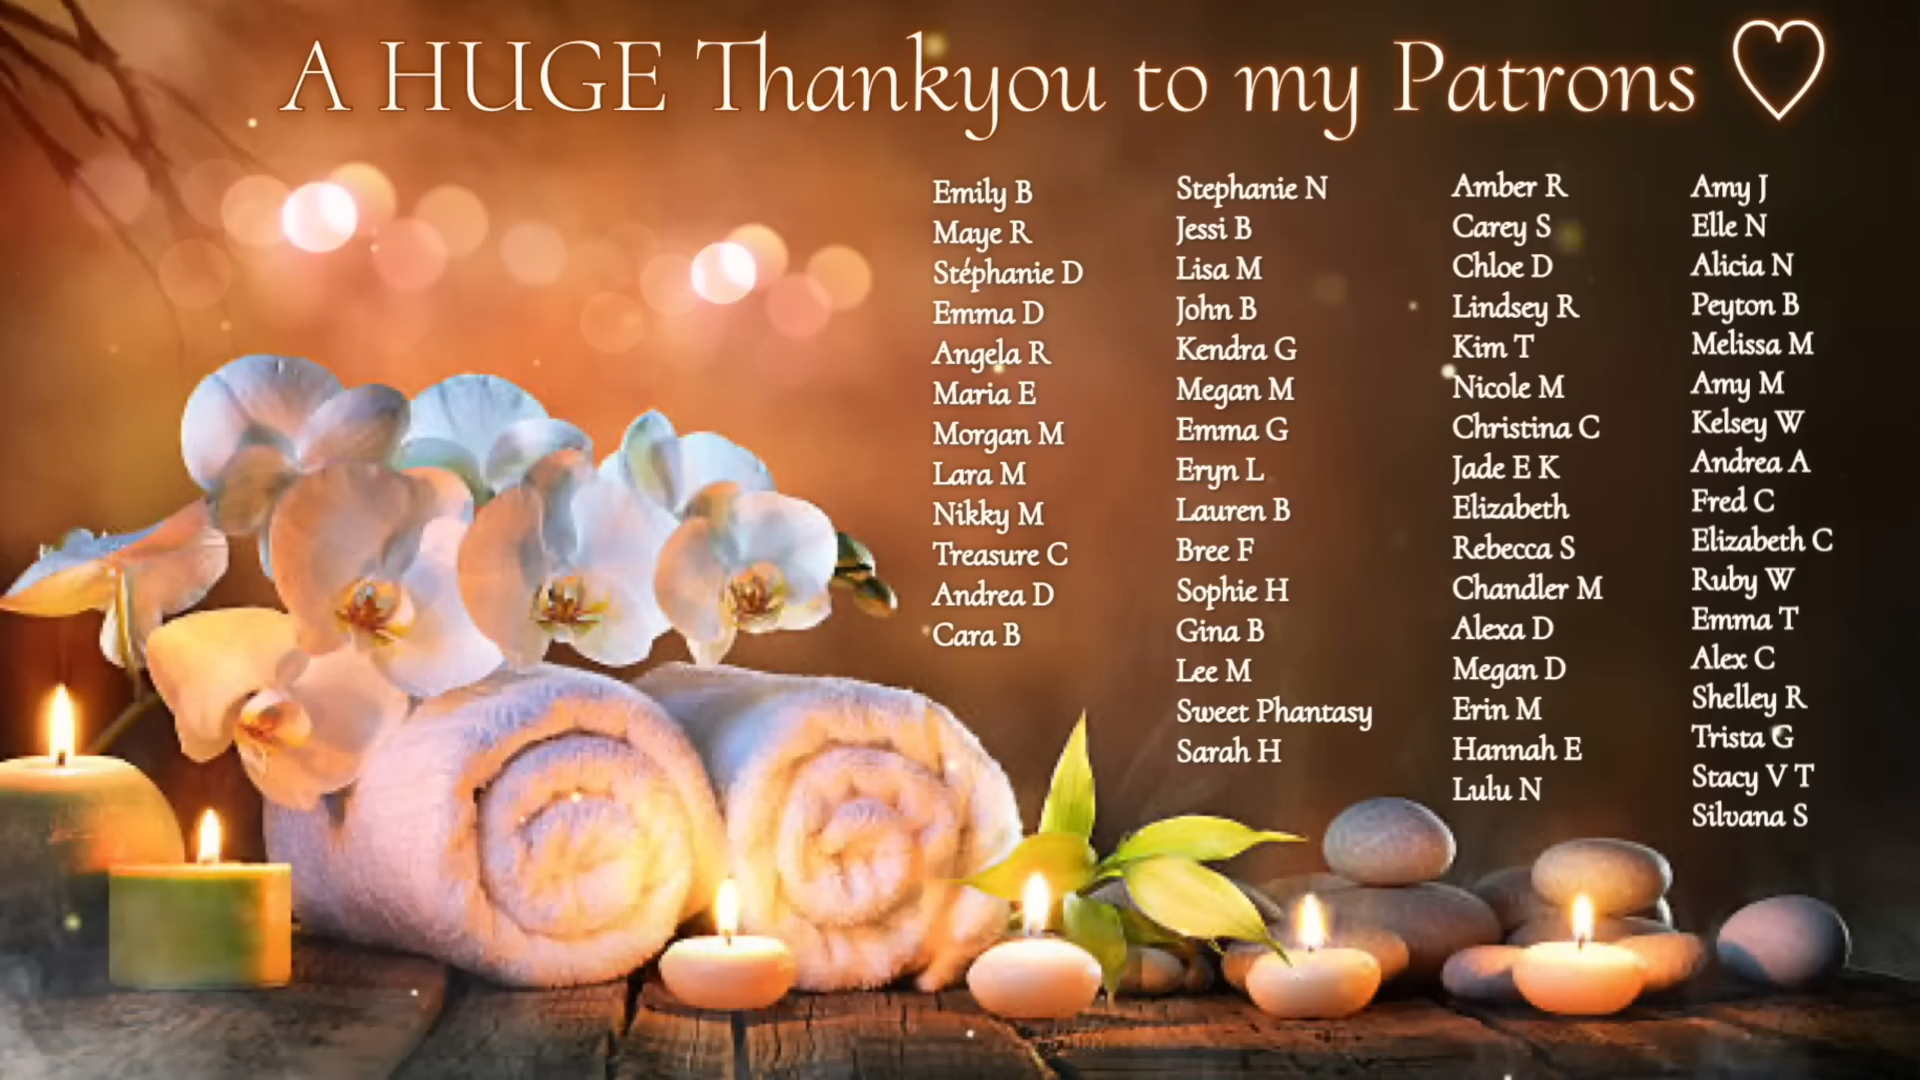 A HUGE Thankyou to my Patrons ♡
Emily B
Maye R
Stéphanie D
Emma D
Angela R
Maria E
Morgan M
Lara M
Nikky M
Treasure C
Andrea D
Cara B
Stephanie N
Jessi B
Lisa M
John B
Kendra G
Megan M
Emma G
Eryn L
Lauren B
Bree F
Sophie H
Gina B
Lee M
Sweet Phantasy
Sarah H
Amber R
Carey S
Chloe D
Lindsey R
Kim T
Nicole M
Christina C
Jade E K
Elizabeth
Rebecca S
Chandler M
Alexa D
Megan D
Erin M
Hannah E
Lulu N
Amy J
Elle N
Alicia N
Peyton B
Melissa M
Amy M
Kelsey W
Andrea A
Fred C
Elizabeth C
Ruby W
Emma T
Alex C
Shelley R
Trista G
Stacy V T
Silvana S